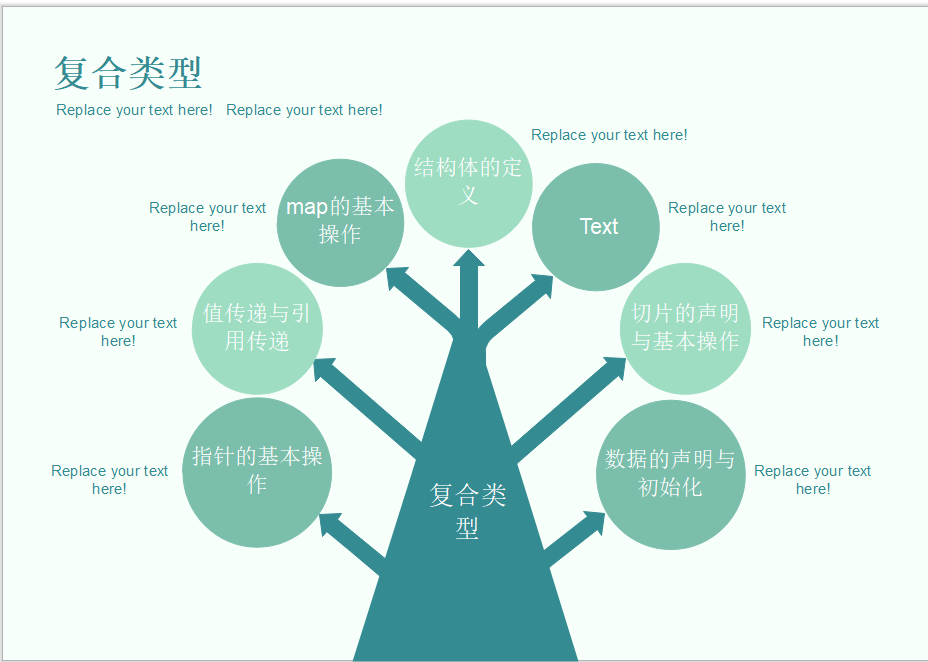 复合类型
Replace your text here!   Replace your text here!
Replace your text here!
结构体的定
义
map的基本
操作
Text
Replace your text
here!
Replace your text
here!
值传递与引
用传递
切片的声明
与基本操作
Replace your text
here!
Replace your text
here!
指针的基本操
作
数据的声明与
初始化
Replace your text
here!
Replace your text
here!
复合类
型